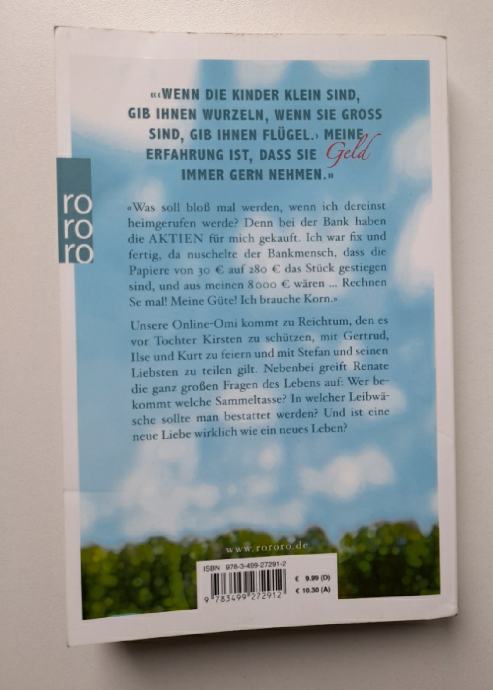 «‹WENN DIE KINDER KLEIN SIND,
GIB IHNEN WURZELN, WENN SIE GROSS
SIND, GIB IHNEN FLÜGEL.› MEINE
ERFAHRUNG IST, DASS SIE Geld
IMMER GERN NEHMEN.»
ro
ro
ro
«Was soll bloß mal werden, wenn ich dereinst
heimgerufen werde? Denn bei der Bank haben
die AKTIEN für mich gekauft. Ich war fix und
fertig, da nuschelte der Bankmensch, dass die
Papiere von 30 € auf 280 € das Stück gestiegen
sind, und aus meinen 8000 € wären ... Rechnen
Se mal! Meine Güte! Ich brauche Korn.»
Unsere Online-Omi kommt zu Reichtum, den es
vor Tochter Kirsten zu schützen, mit Gertrud,
Ilse und Kurt zu feiern und mit Stefan und seinen
Liebsten zu teilen gilt. Nebenbei greift Renate
die ganz großen Fragen des Lebens auf: Wer be-
kommt welche Sammeltasse? In welcher Leibwä-
sche sollte man bestattet werden? Und ist eine
neue Liebe wirklich wie ein neues Leben?
www.rororo.de
ISBN 978-3-499-27291-2
€ 9.99 (D)
€ 10.30 (A)
9 783499 272912